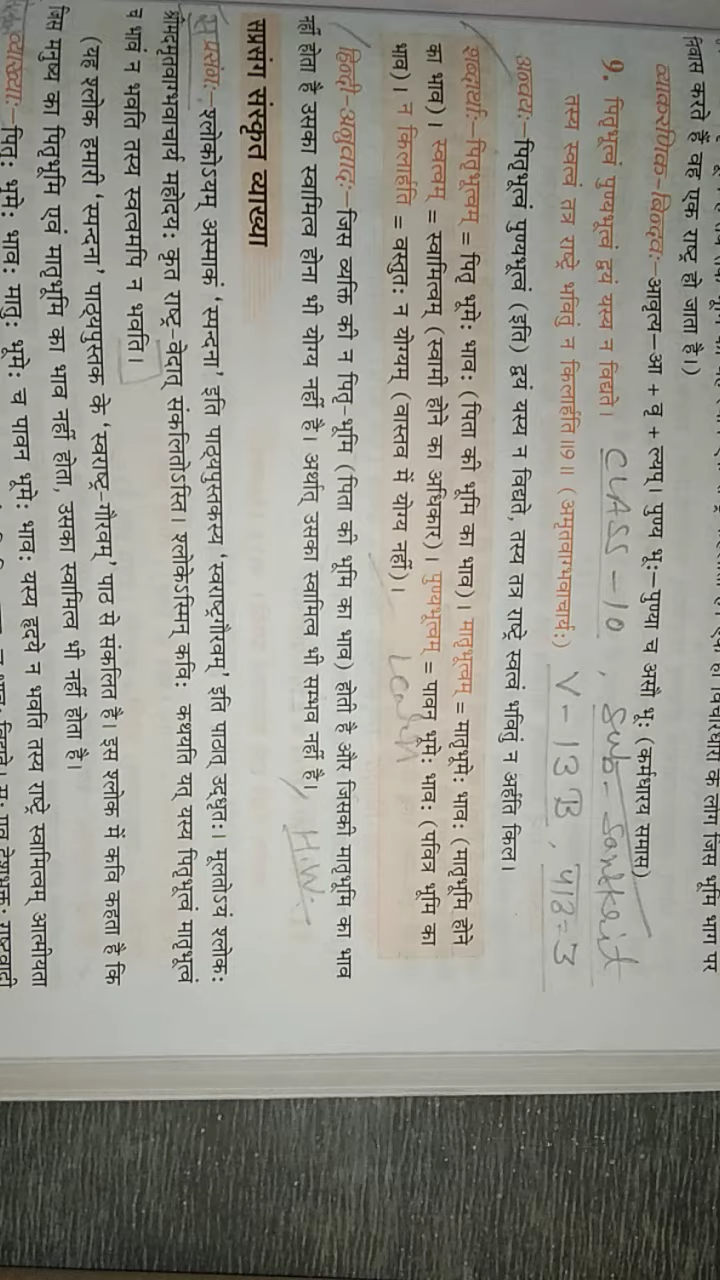 निवास करते हैं वह एक राष्ट्र हो जाता है।)
व्याकरणिक-बिन्दवः—आवृत्य—आ + वृ + ल्यप्। पुण्य भूः—पुण्या च असौ भूः (कर्मधारय समास)
9. पितृभूत्वं पुण्यभूत्वं द्वयं यस्य न विद्यते। CLASS – 10, Sub – Sanskrit
तस्य स्वत्वं तत्र राष्ट्रे भवितुं न किलार्हति॥9॥ (अमृतवाग्भवाचार्यः) V – 13 B, पाठ = 3
अन्वयः—पितृभूत्वं पुण्यभूत्वं (इति) द्वयं यस्य न विद्यते, तस्य तत्र राष्ट्रे स्वत्वं भवितुं न अर्हति किल।
शब्दार्थाः—पितृभूत्वम् = पितृ भूमेः भावः (पिता की भूमि का भाव)। मातृभूत्वम् = मातृभूमेः भावः (मातृभूमि होने
का भाव)। स्वत्वम् = स्वामित्वम् (स्वामी होने का अधिकार)। पुण्यभूत्वम् = पावन भूमेः भावः (पवित्र भूमि का
भाव)। न किलार्हति = वस्तुतः न योग्यम् (वास्तव में योग्य नहीं)। Learn
हिन्दी-अनुवादः—जिस व्यक्ति की न पितृ-भूमि (पिता की भूमि का भाव) होती है और जिसकी मातृभूमि का भाव
नहीं होता है उसका स्वामित्व होना भी योग्य नहीं है। अर्थात् उसका स्वामित्व भी सम्भव नहीं है। H.W.–
सप्रसंग संस्कृत व्याख्या
प्रसंगः—श्लोकोऽयम् अस्माकं ‘स्पन्दना’ इति पाठ्यपुस्तकस्य ‘स्वराष्ट्रगौरवम्’ इति पाठात् उद्धृतः। मूलतोऽयं श्लोकः
श्रीमदमृतवाग्भवाचार्य महोदयः कृत राष्ट्र-वेदात् संकलितोऽस्ति। श्लोकेऽस्मिन् कविः कथयति यत् यस्य पितृभूत्वं मातृभूत्वं
च भावं न भवति तस्य स्वत्वमपि न भवति।
(यह श्लोक हमारी ‘स्पन्दना’ पाठ्यपुस्तक के ‘स्वराष्ट्र-गौरवम्’ पाठ से संकलित है। इस श्लोक में कवि कहता है कि
जिस मनुष्य का पितृभूमि एवं मातृभूमि का भाव नहीं होता, उसका स्वामित्व भी नहीं होता है।
व्याख्याः—पितृः भूमेः भावः मातुः भूमेः च पावन भूमेः भावः यस्य हृदये न भवति तस्य राष्ट्रे स्वामित्वम् आत्मीयता